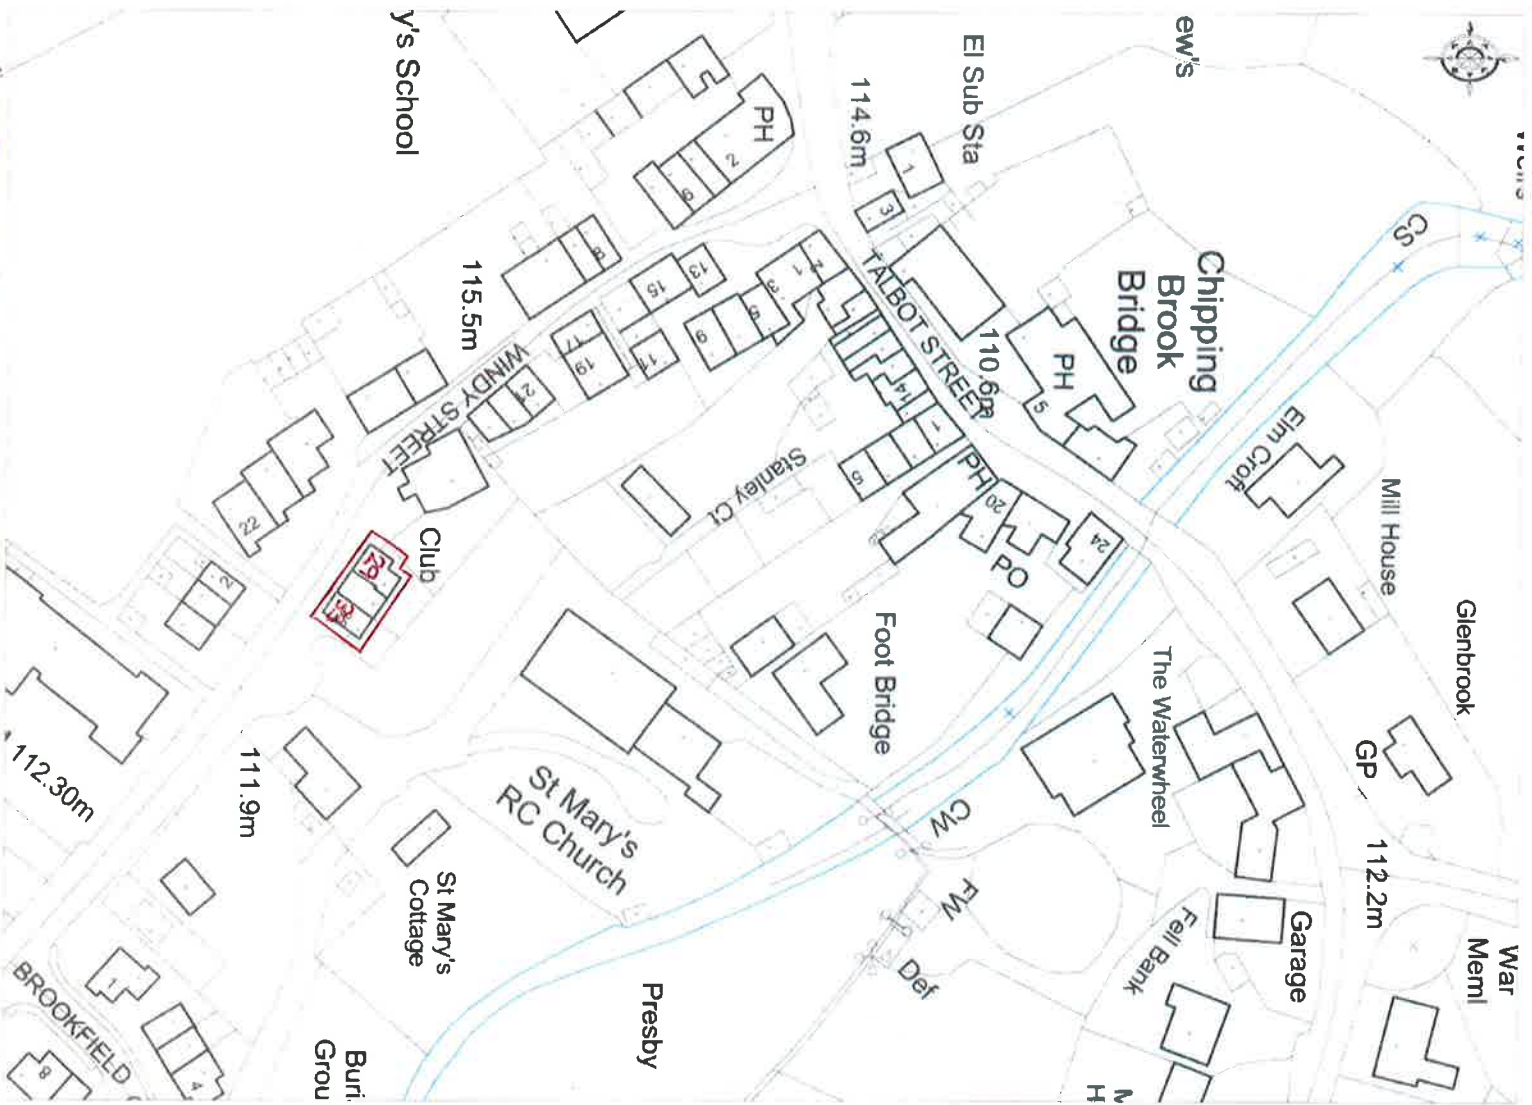 y's School
PH
2
6
114.6m
El Sub Sta
1
3
ew's
CS
Chipping
Brook
Bridge
TALBOT STREET
110.6m
PH
5
Elm Croft
Mill House
Glenbrook
GP
112.2m
War
Meml
115.5m
8
13
15
17
19
11
9
5
3
1
2
14
1
5
PH
20
24
PO
WINDY STREET
21
Stanley Ct
Club
22
2
29
Foot Bridge
The Waterwheel
Garage
Fell Bank
CW
FW
Def
St Mary's
RC Church
St Mary's
Cottage
111.9m
112.30m
BROOKFIELD
1
4
8
Presby